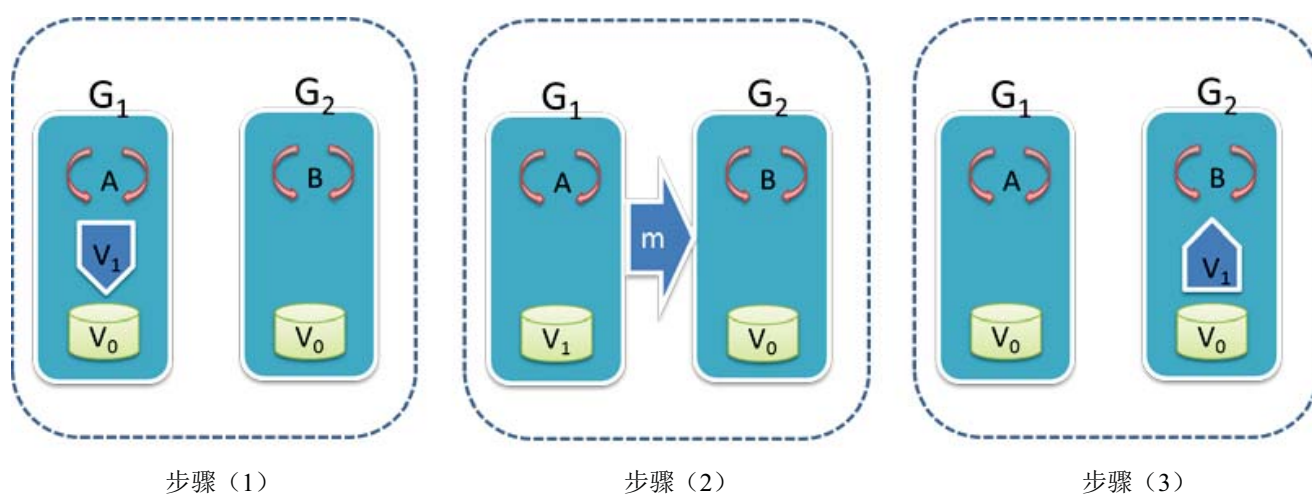 G₁ G₂ G₁ G₂ G₁ G₂
A B A B A B
V₁ m V₁
V₀ V₀ V₁ V₀ V₀ V₀
步骤（1） 步骤（2） 步骤（3）